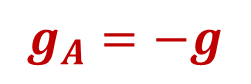 g_A = −g